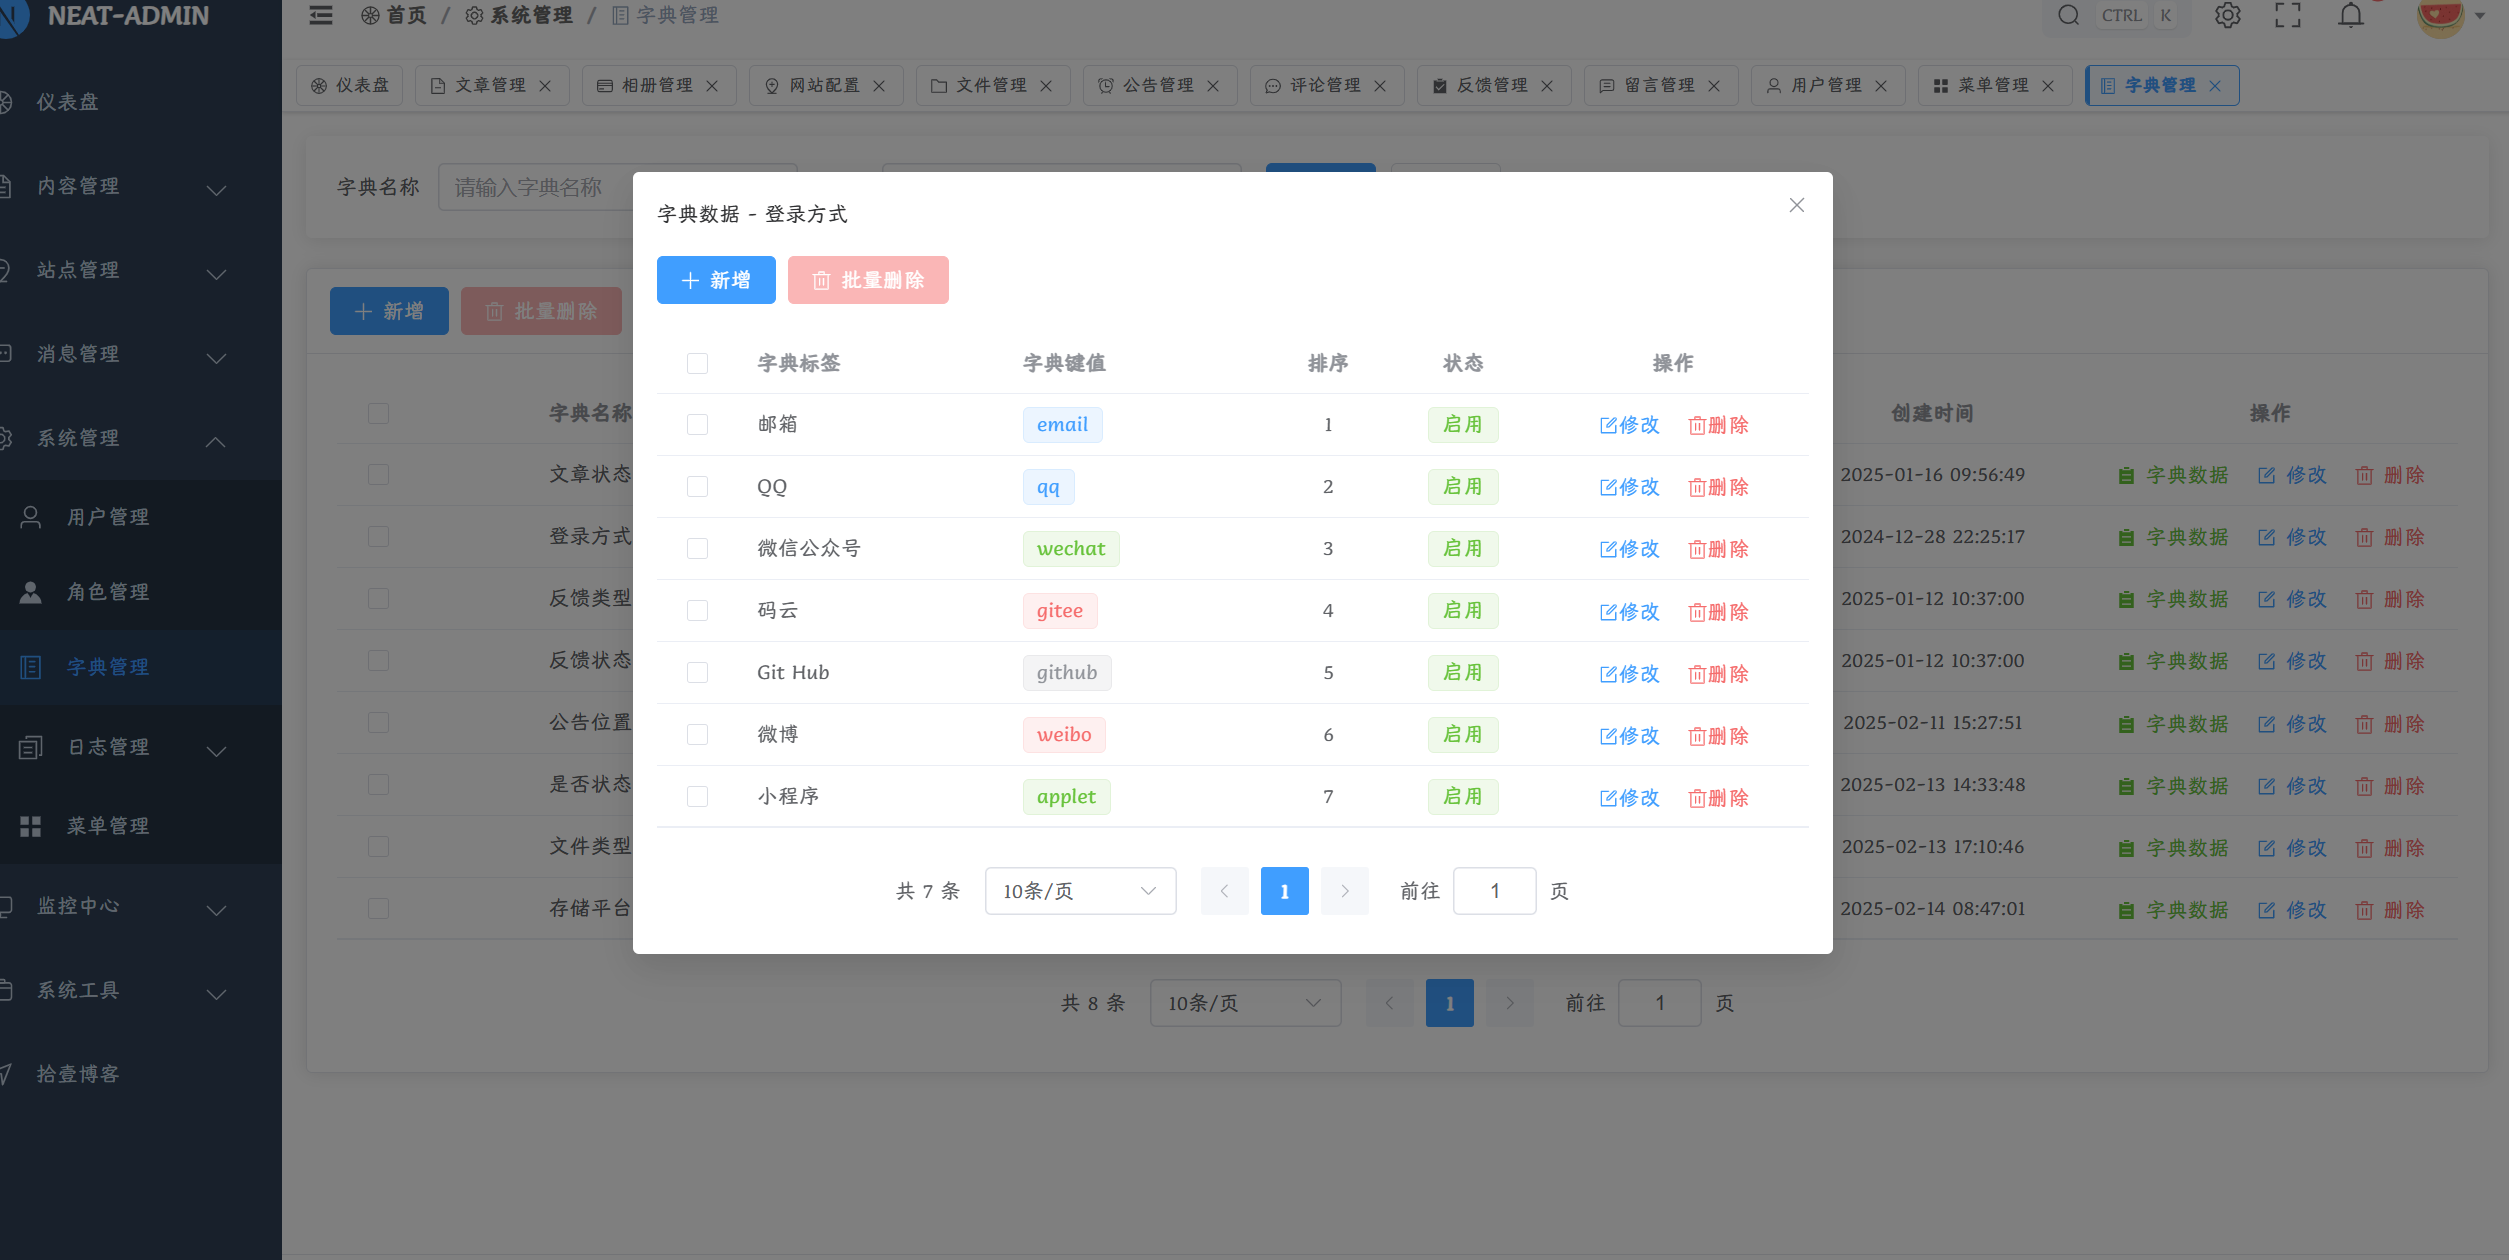 NEAT-ADMIN
首页 / 系统管理 / 字典管理
CTRL K
仪表盘 文章管理 相册管理 网站配置 文件管理 公告管理 评论管理 反馈管理 留言管理 用户管理 菜单管理 字典管理
仪表盘
内容管理
站点管理
消息管理
系统管理
用户管理
角色管理
字典管理
日志管理
菜单管理
监控中心
系统工具
拾壹博客
字典名称 请输入字典名称
新增 批量删除
字典名称 创建时间 操作
文章状态 2025-01-16 09:56:49 字典数据 修改 删除
登录方式 2024-12-28 22:25:17 字典数据 修改 删除
反馈类型 2025-01-12 10:37:00 字典数据 修改 删除
反馈状态 2025-01-12 10:37:00 字典数据 修改 删除
公告位置 2025-02-11 15:27:51 字典数据 修改 删除
是否状态 2025-02-13 14:33:48 字典数据 修改 删除
文件类型 2025-02-13 17:10:46 字典数据 修改 删除
存储平台 2025-02-14 08:47:01 字典数据 修改 删除
共 8 条 10条/页 1 前往 1 页
字典数据 - 登录方式
新增 批量删除
字典标签 字典键值 排序 状态 操作
邮箱 email 1 启用 修改 删除
QQ qq 2 启用 修改 删除
微信公众号 wechat 3 启用 修改 删除
码云 gitee 4 启用 修改 删除
Git Hub github 5 启用 修改 删除
微博 weibo 6 启用 修改 删除
小程序 applet 7 启用 修改 删除
共 7 条 10条/页 1 前往 1 页